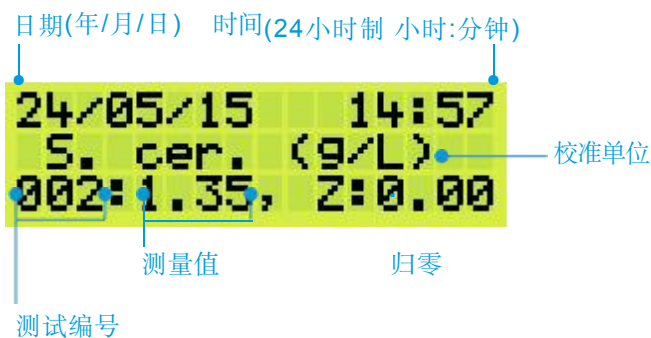 日期(年/月/日) 时间(24小时制 小时:分钟)
24/05/15 14:57
S. cer. (g/L)
校准单位
002:1.35, Z:0.00
测量值 归零
测试编号